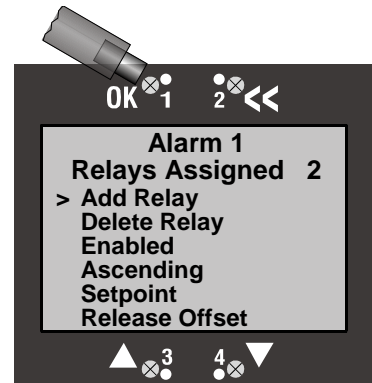 OK 1 2 <<
Alarm 1
Relays Assigned 2
> Add Relay
Delete Relay
Enabled
Ascending
Setpoint
Release Offset
3 4